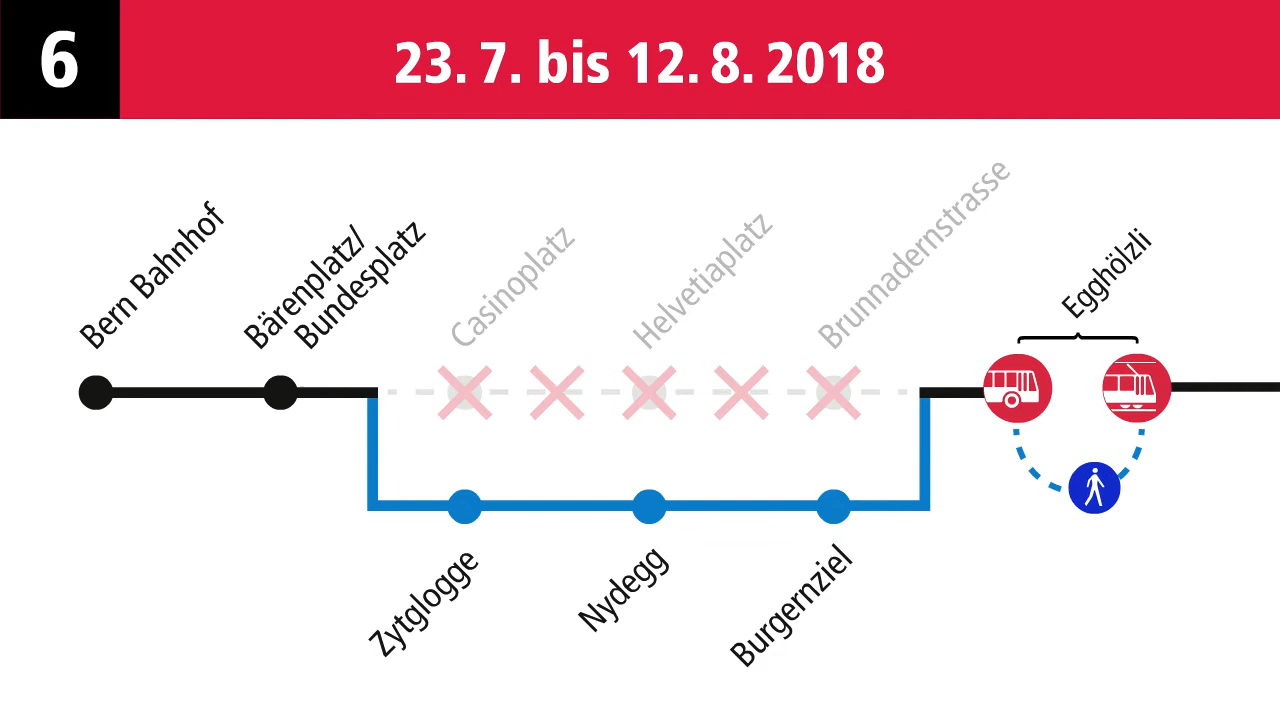 6
23. 7. bis 12. 8. 2018
Bern Bahnhof
Bärenplatz/
Bundesplatz
Casinoplatz
Helvetiaplatz
Brunnadernstrasse
Egghölzli
Zytglogge
Nydegg
Burgernziel